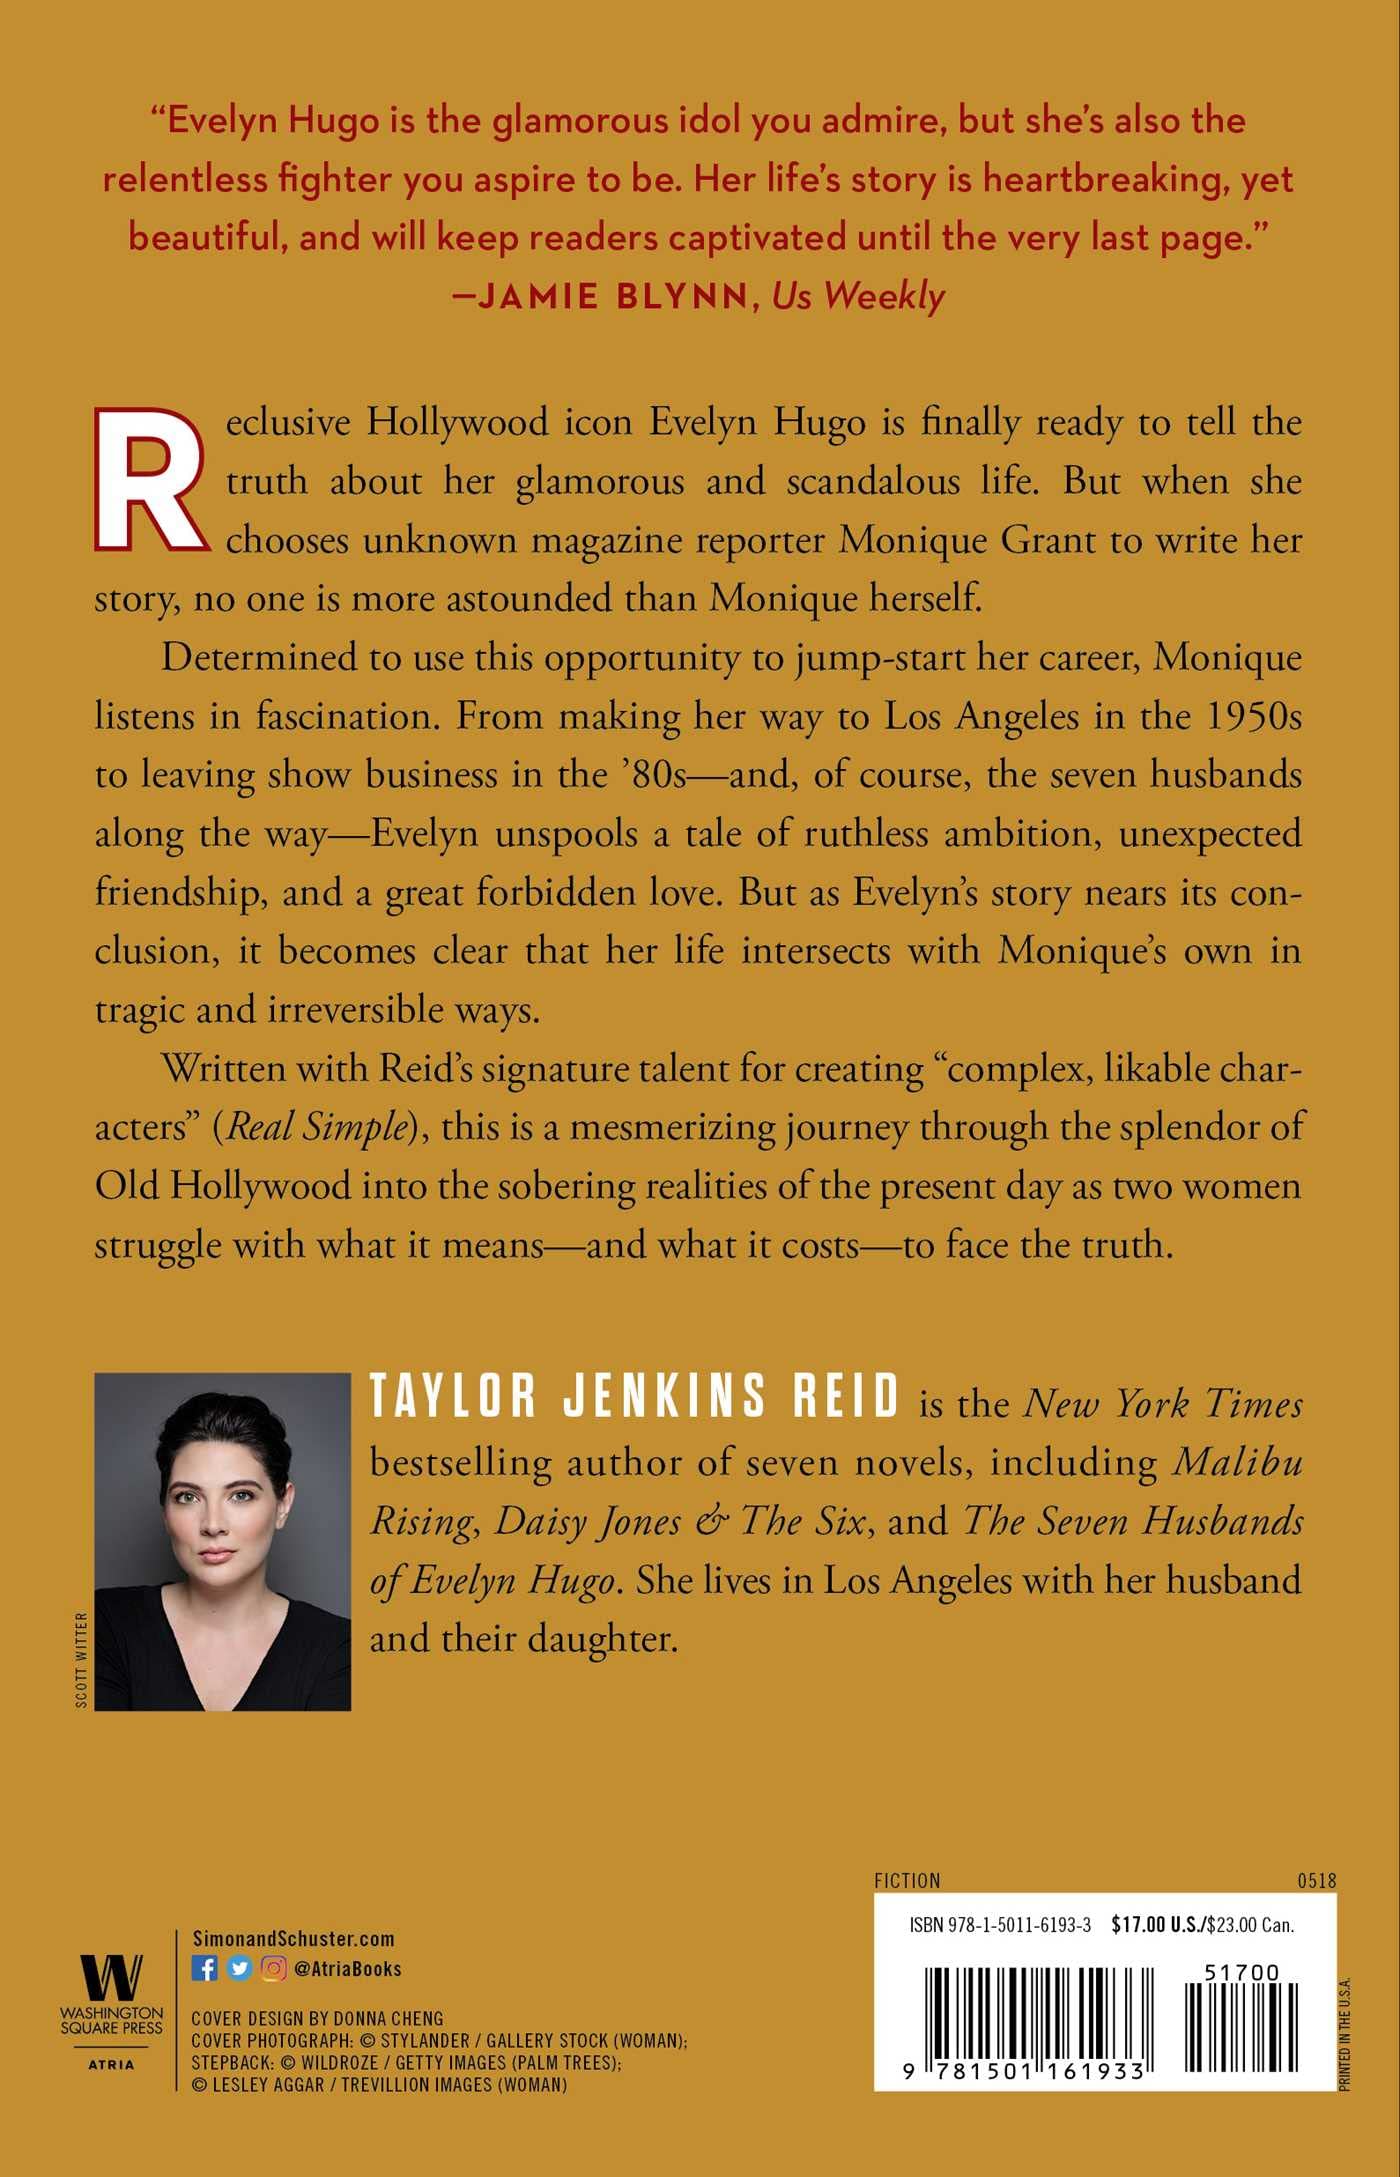 “Evelyn Hugo is the glamorous idol you admire, but she’s also the
relentless fighter you aspire to be. Her life’s story is heartbreaking, yet
beautiful, and will keep readers captivated until the very last page.”
—JAMIE BLYNN, Us Weekly
Reclusive Hollywood icon Evelyn Hugo is finally ready to tell the
truth about her glamorous and scandalous life. But when she
chooses unknown magazine reporter Monique Grant to write her
story, no one is more astounded than Monique herself.
Determined to use this opportunity to jump-start her career, Monique
listens in fascination. From making her way to Los Angeles in the 1950s
to leaving show business in the ’80s—and, of course, the seven husbands
along the way—Evelyn unspools a tale of ruthless ambition, unexpected
friendship, and a great forbidden love. But as Evelyn’s story nears its con-
clusion, it becomes clear that her life intersects with Monique’s own in
tragic and irreversible ways.
Written with Reid’s signature talent for creating “complex, likable char-
acters” (Real Simple), this is a mesmerizing journey through the splendor of
Old Hollywood into the sobering realities of the present day as two women
struggle with what it means—and what it costs—to face the truth.
SCOTT WITTER
TAYLOR JENKINS REID is the New York Times
bestselling author of seven novels, including Malibu
Rising, Daisy Jones & The Six, and The Seven Husbands
of Evelyn Hugo. She lives in Los Angeles with her husband
and their daughter.
W
WASHINGTON
SQUARE PRESS
ATRIA
SimonandSchuster.com
@AtriaBooks
COVER DESIGN BY DONNA CHENG
COVER PHOTOGRAPH: © STYLANDER / GALLERY STOCK (WOMAN);
STEPBACK: © WILDROZE / GETTY IMAGES (PALM TREES);
© LESLEY AGGAR / TREVILLION IMAGES (WOMAN)
FICTION 0518
ISBN 978-1-5011-6193-3 $17.00 U.S./$23.00 Can.
51700
9 781501 161933
PRINTED IN THE U.S.A.